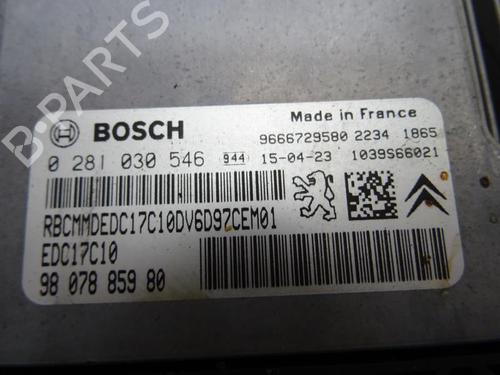 BOSCH
Made in France
9666729580 2234 1865
0 281 030 546 944 15-04-23 1039S66021
RBCMMDEDC17C10DV6D97CEM01
EDC17C10
98 078 859 80
B-PARTS